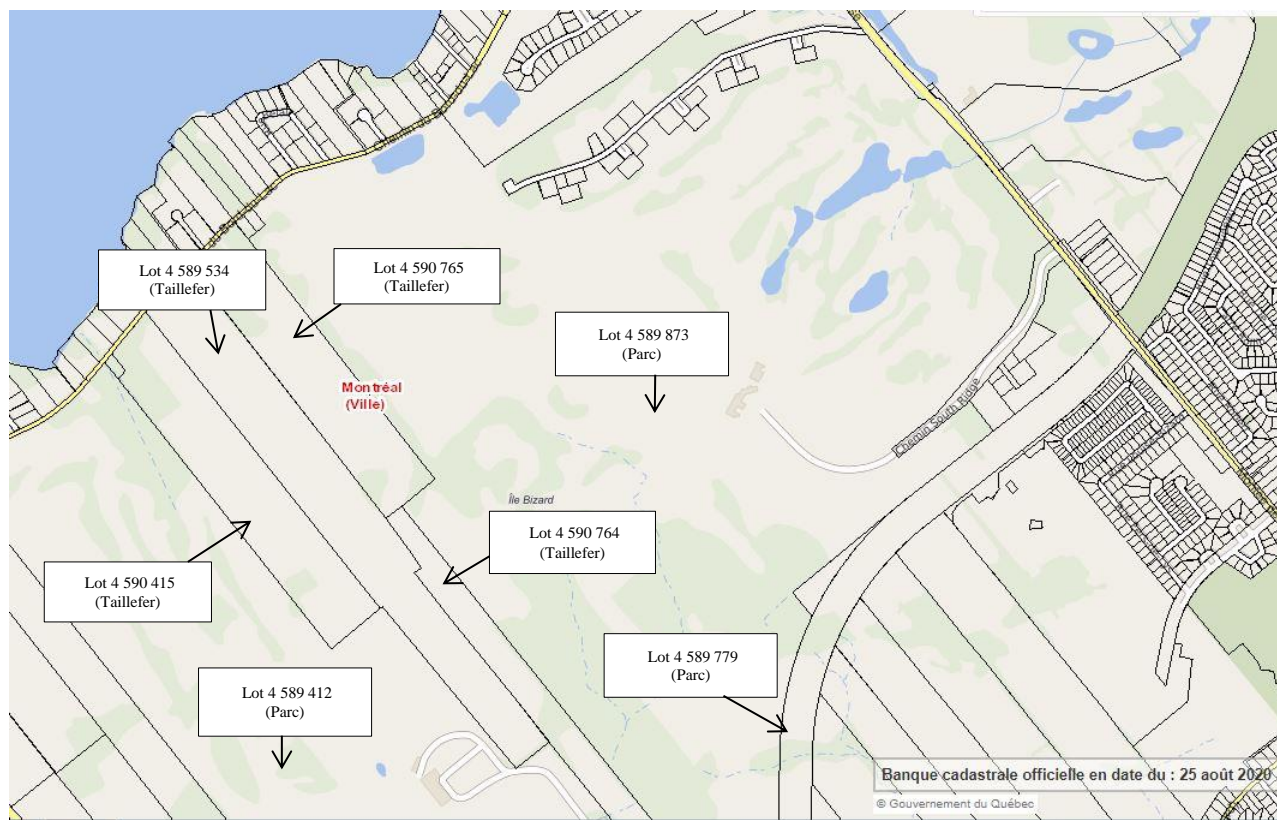 Lot 4 589 534
(Taillefer)
Lot 4 590 765
(Taillefer)
Lot 4 589 873
(Parc)
Montréal
(Ville)
Chemin South Ridge
Île Bizard
Lot 4 590 764
(Taillefer)
Lot 4 590 415
(Taillefer)
Lot 4 589 779
(Parc)
Lot 4 589 412
(Parc)
Banque cadastrale officielle en date du : 25 août 2020
© Gouvernement du Québec